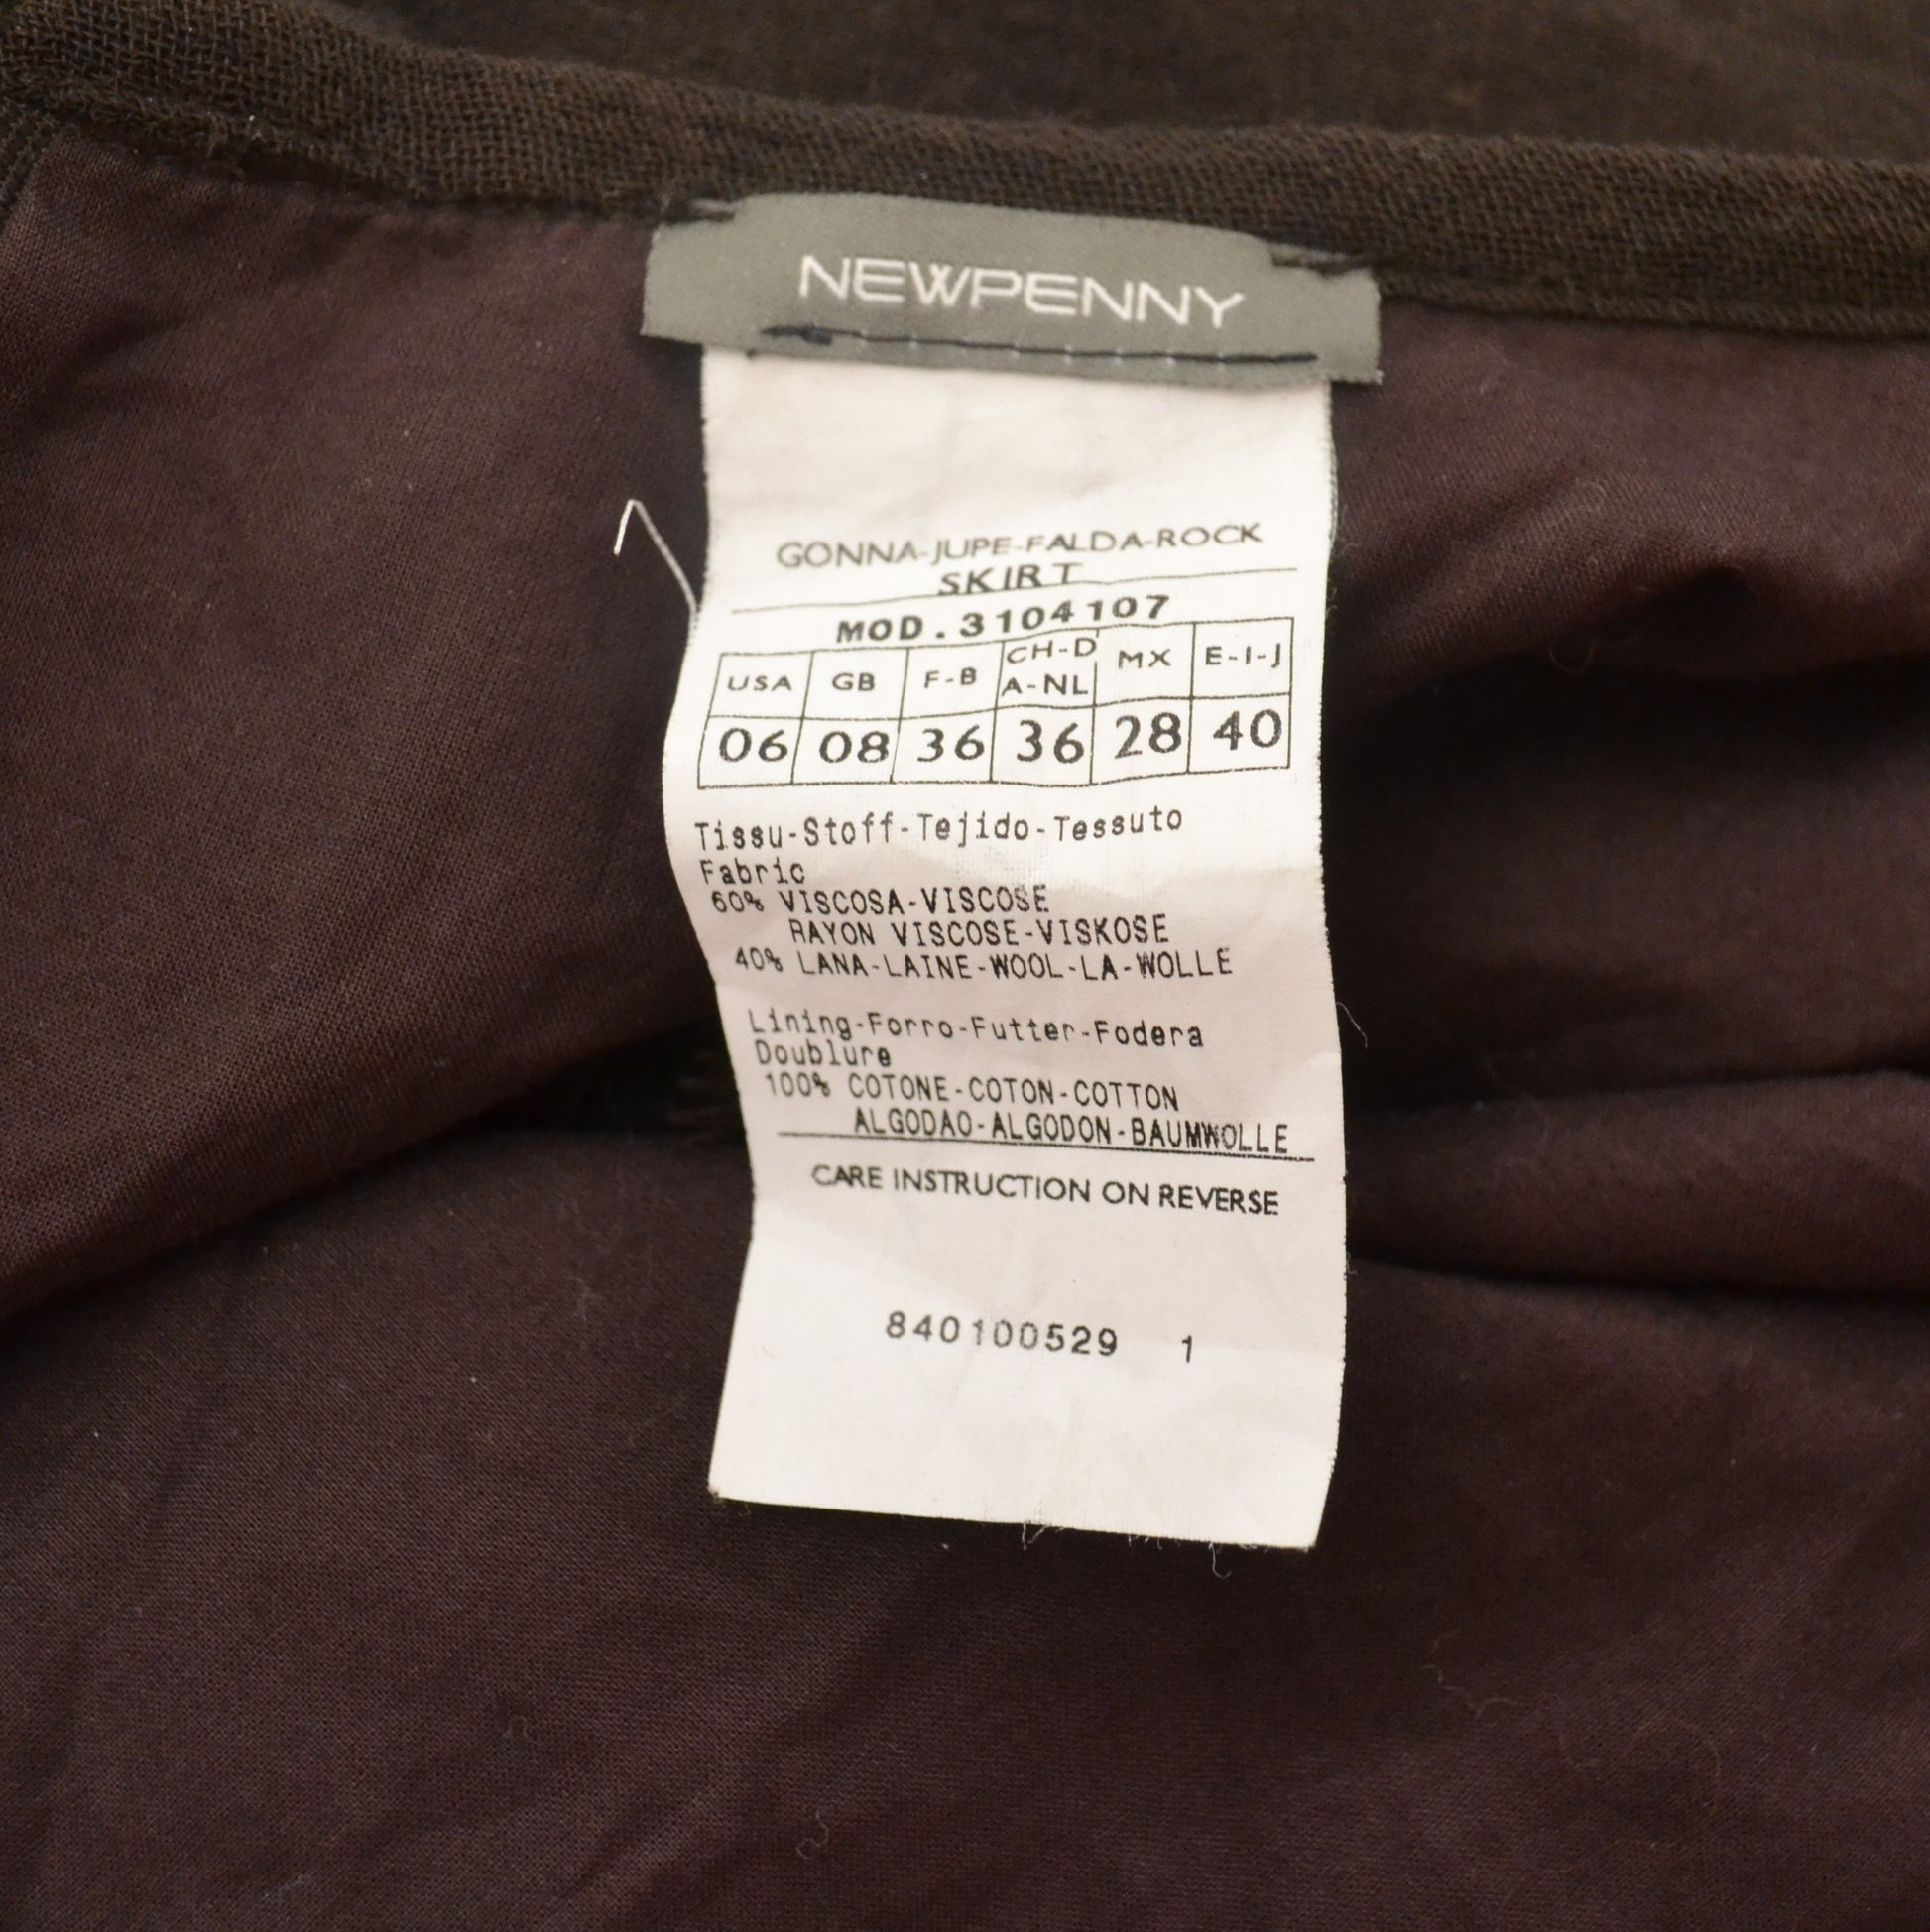 NEWPENNY
GONNA-JUPE-FALDA-ROCK
SKIRT
MOD.3104107
USA GB F-B CH-D A-NL MX E-I-J
06 08 36 36 28 40
Tissu-Stoff-Tejido-Tessuto
Fabric
60% VISCOSA-VISCOSE
RAYON VISCOSE-VISKOSE
40% LANA-LAINE-WOOL-LA-WOLLE
Lining-Forro-Futter-Fodera
Doublure
100% COTONE-COTON-COTTON
ALGODAO-ALGODON-BAUMWOLLE
CARE INSTRUCTION ON REVERSE
840100529 1